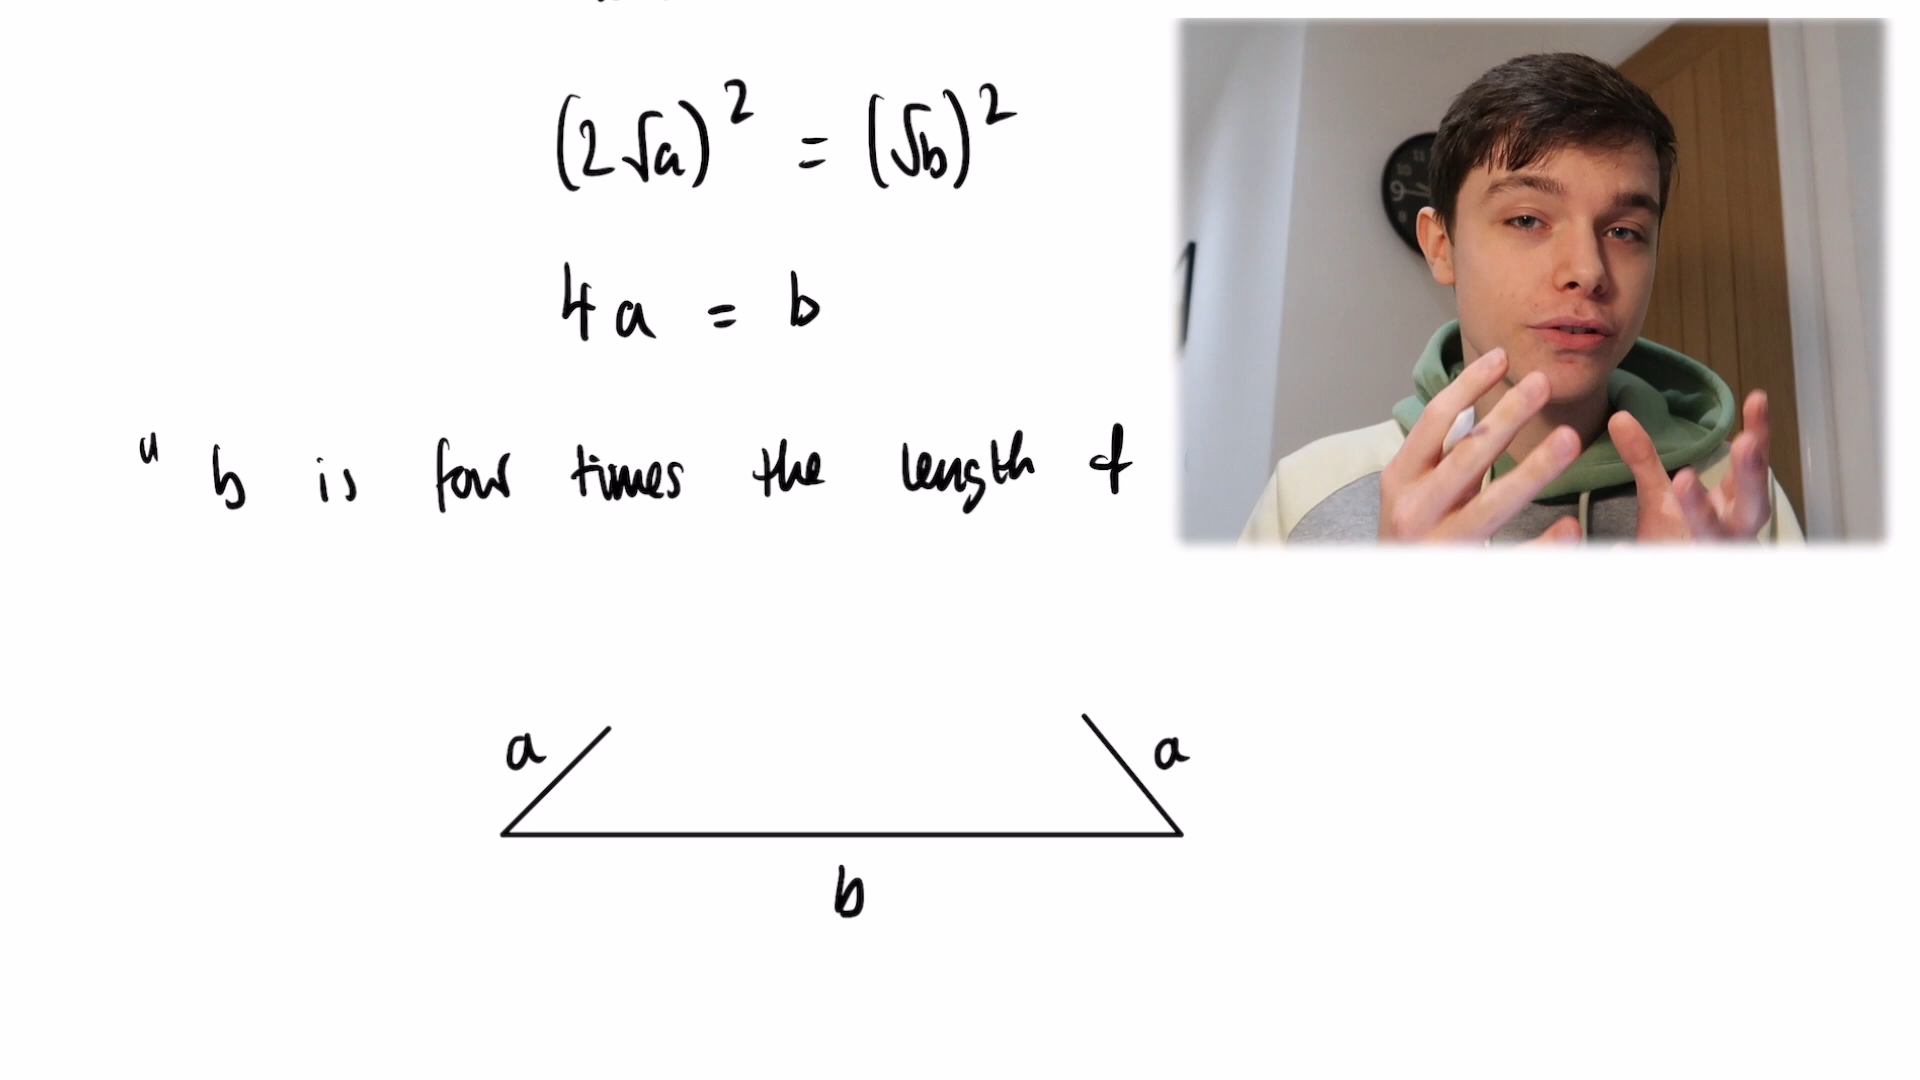 (2√a)² = (√b)²
4a = b
" b is four times the length of
a
a
b